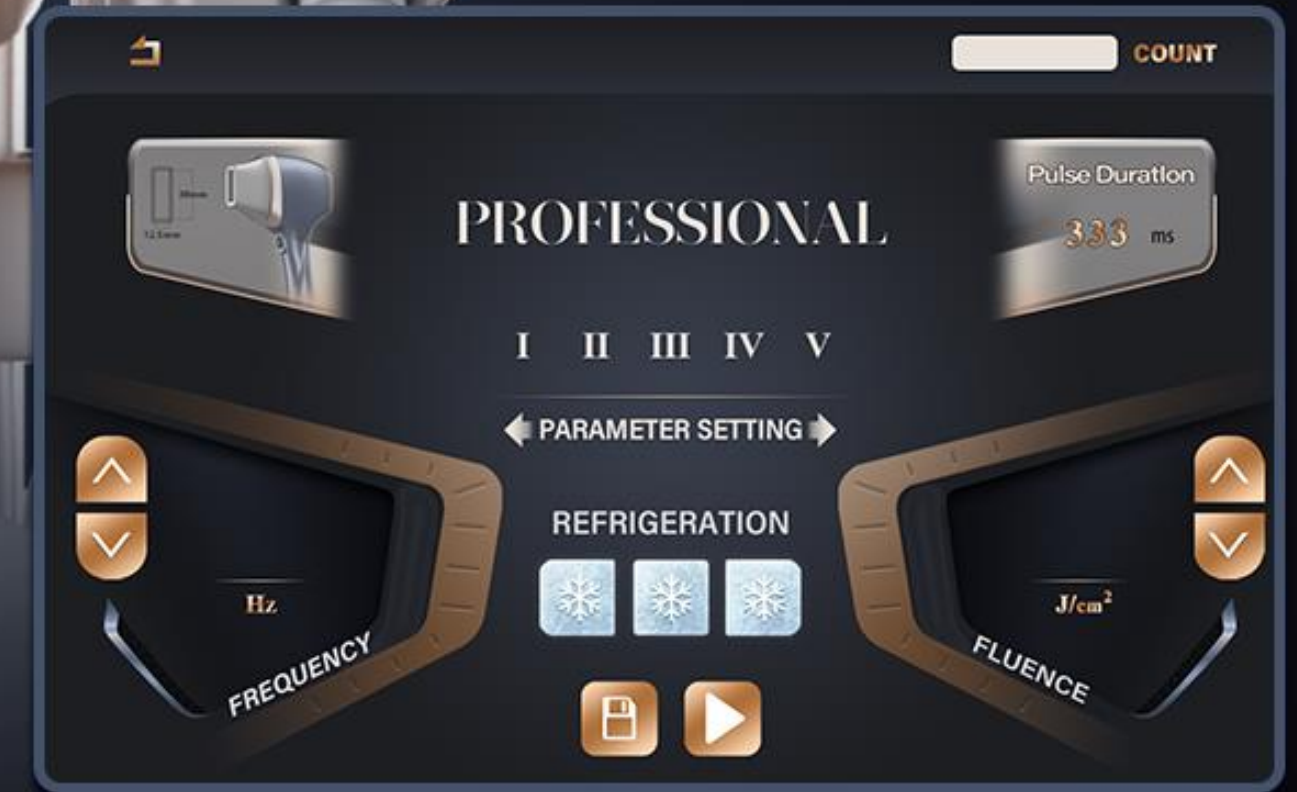 COUNT
Pulse Duration
333 ms
PROFESSIONAL
I II III IV V
PARAMETER SETTING
REFRIGERATION
Hz
FREQUENCY
J/cm²
FLUENCE